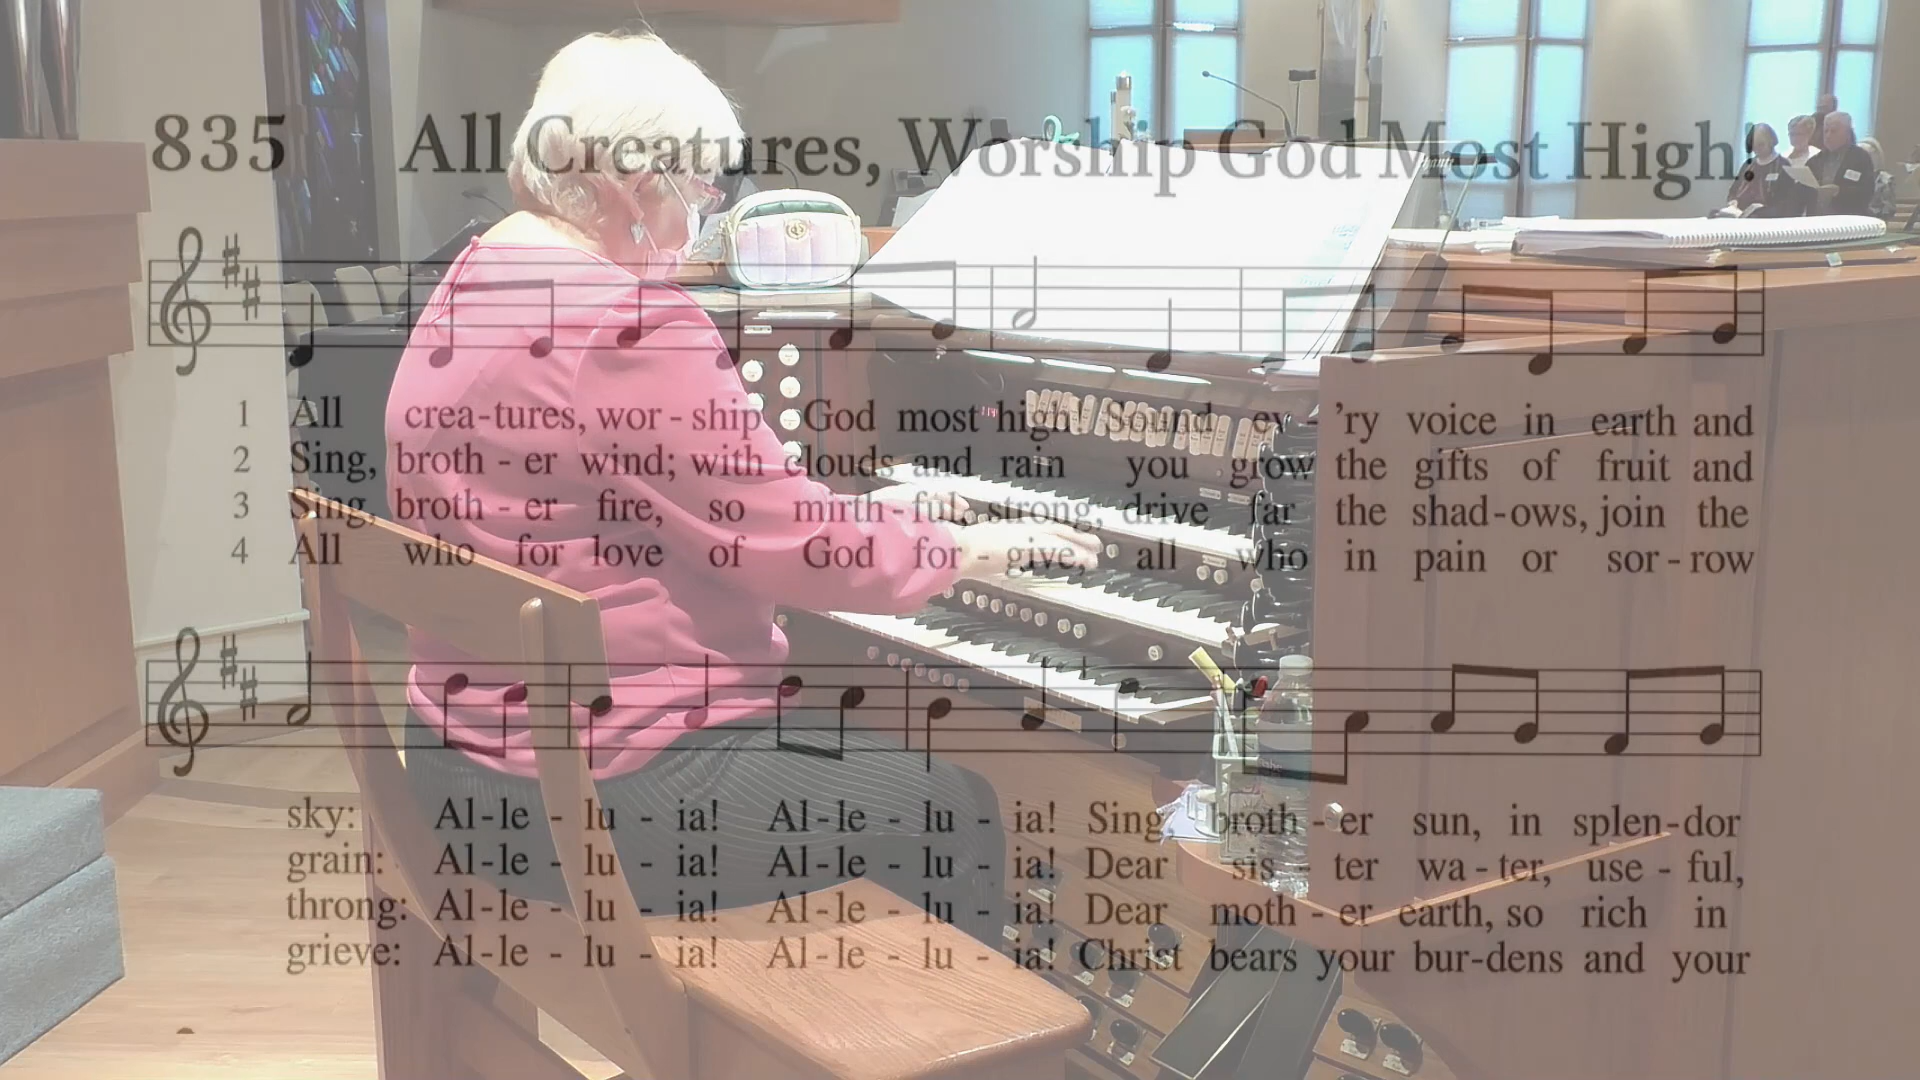 835 All Creatures, Worship God Most High!
1 All crea-tures, wor-ship God most high! Sound ev-'ry voice in earth and
2 Sing, broth-er wind; with clouds and rain you grow the gifts of fruit and
3 Sing, broth-er fire, so mirth-ful, strong; drive far the shad-ows, join the
4 All who for love of God for-give, all who in pain or sor-row
sky: Al-le-lu-ia! Al-le-lu-ia! Sing, broth-er sun, in splen-dor
grain: Al-le-lu-ia! Al-le-lu-ia! Dear sis-ter wa-ter, use-ful,
throng: Al-le-lu-ia! Al-le-lu-ia! Dear moth-er earth, so rich in
grieve: Al-le-lu-ia! Al-le-lu-ia! Christ bears your bur-dens and your